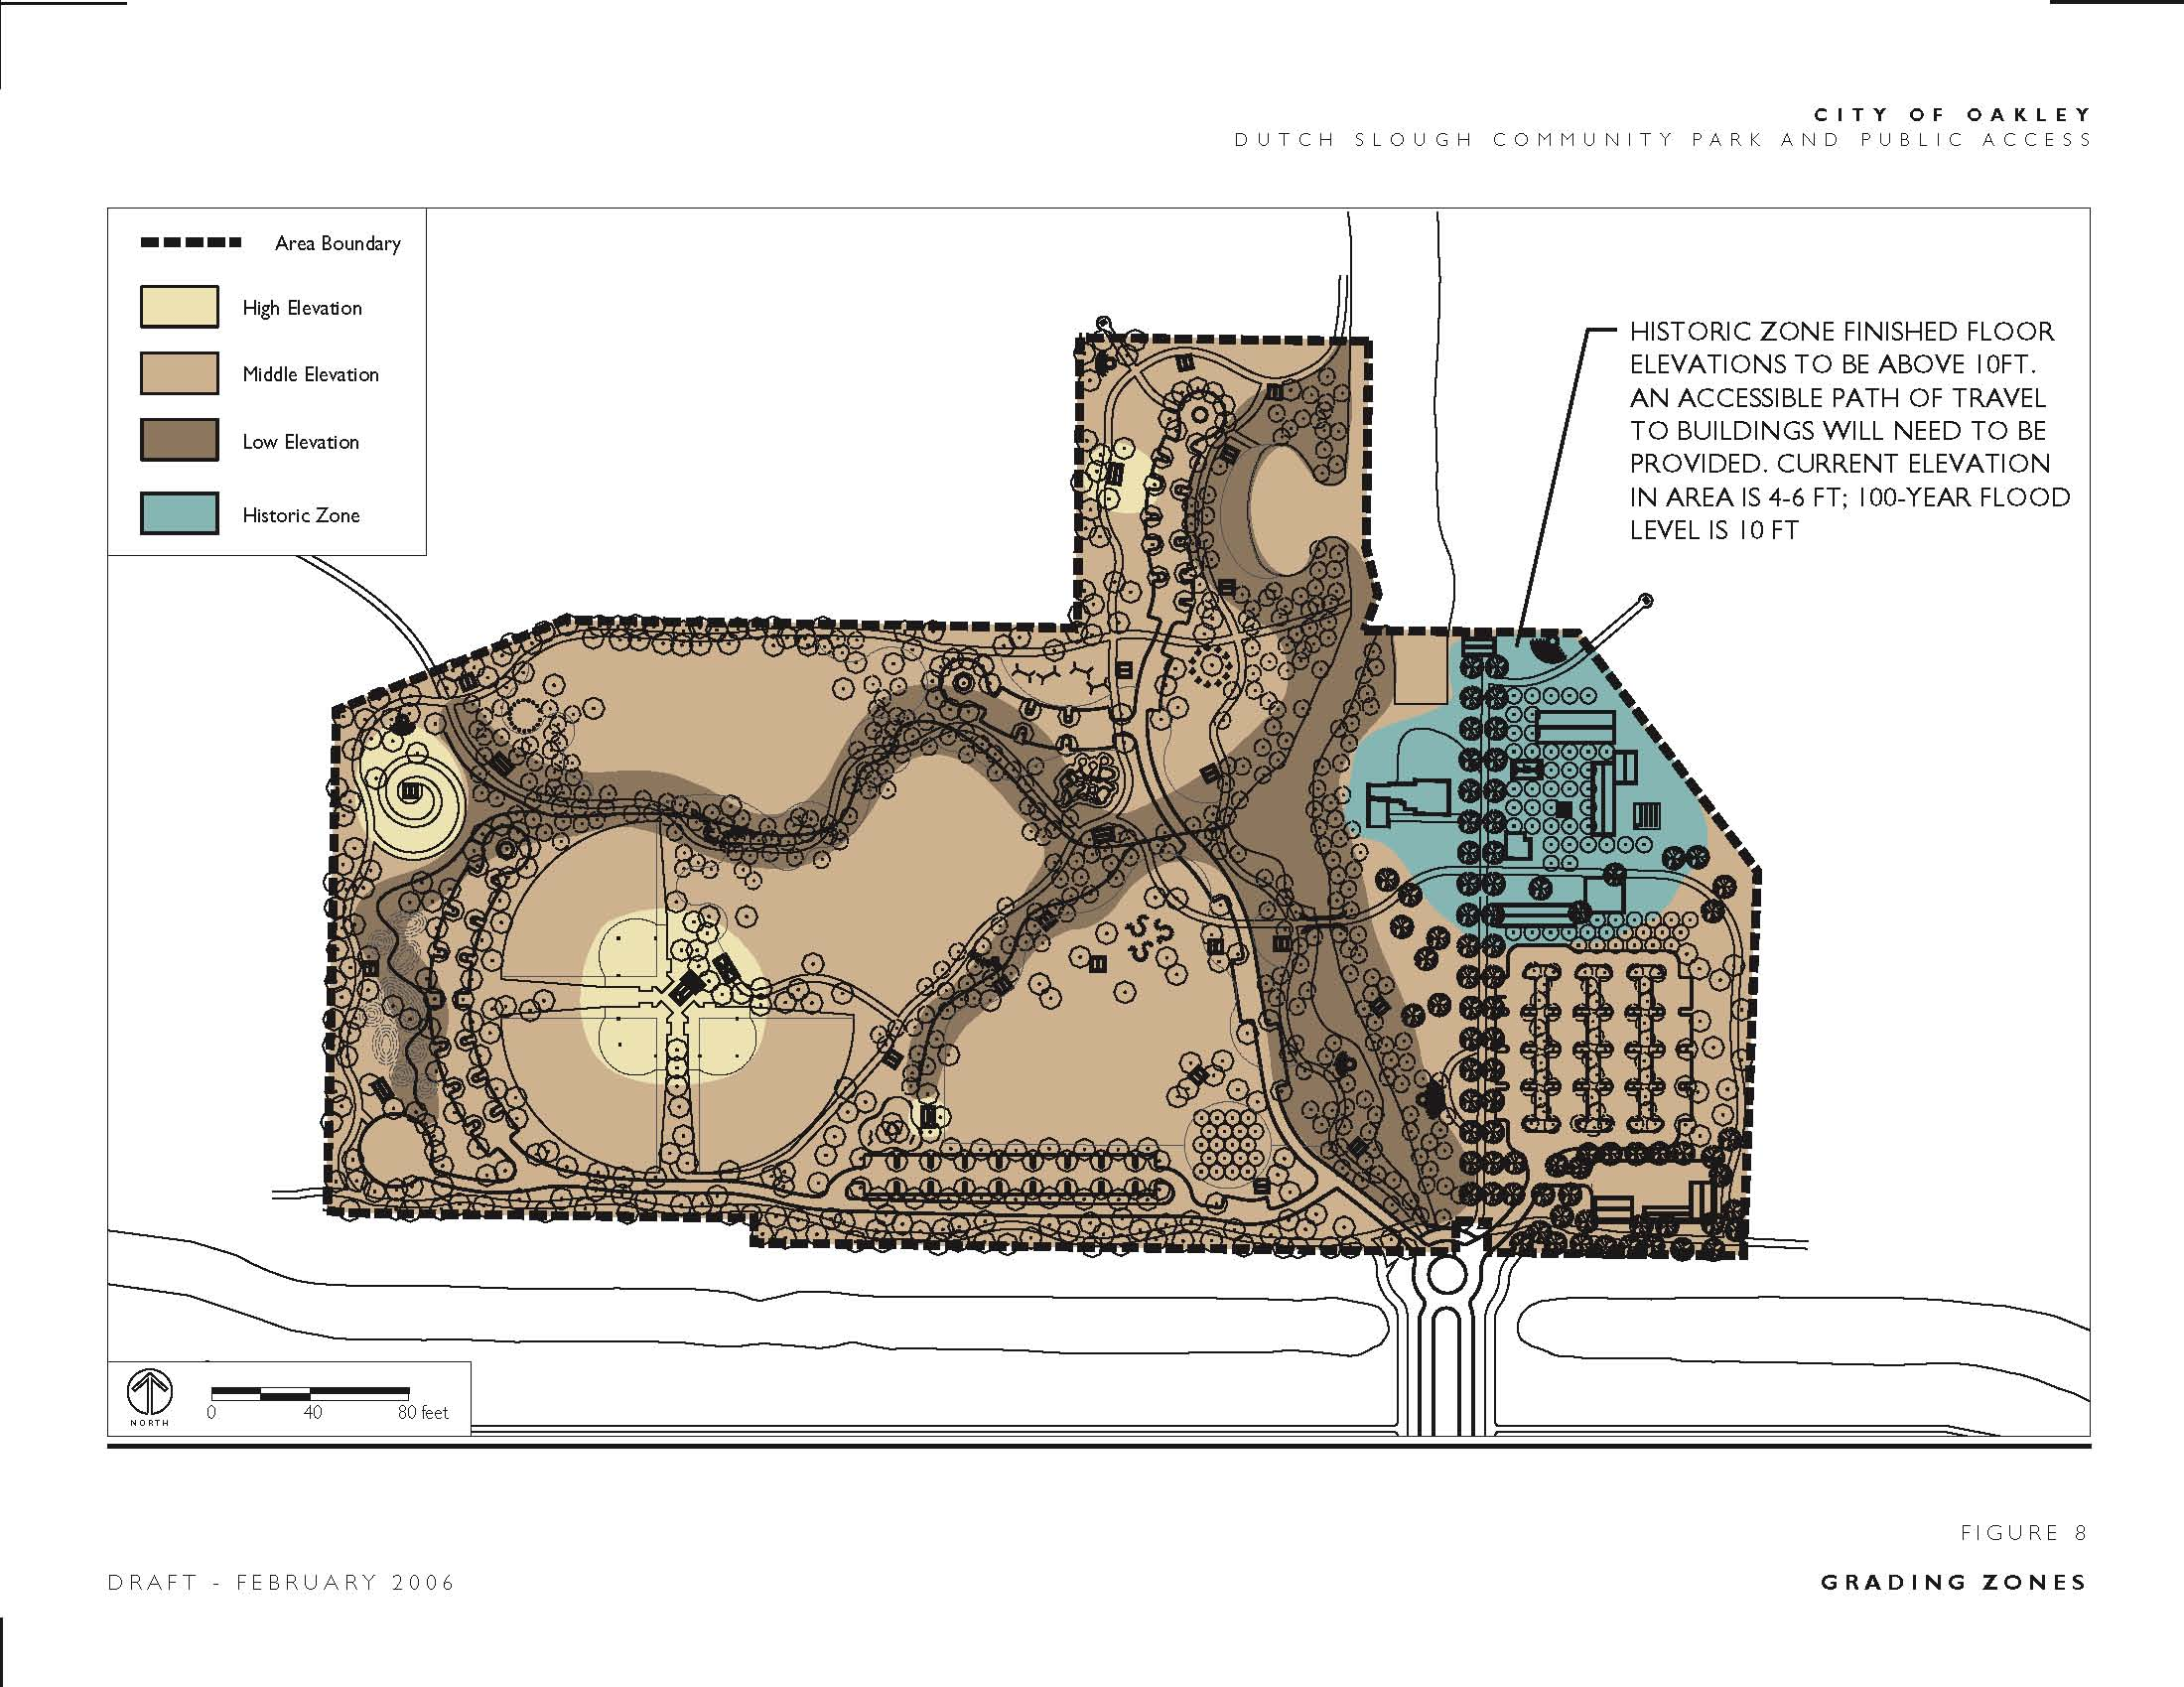 CITY OF OAKLEY
DUTCH SLOUGH COMMUNITY PARK AND PUBLIC ACCESS
Area Boundary
High Elevation
Middle Elevation
Low Elevation
Historic Zone
HISTORIC ZONE FINISHED FLOOR
ELEVATIONS TO BE ABOVE 10FT.
AN ACCESSIBLE PATH OF TRAVEL
TO BUILDINGS WILL NEED TO BE
PROVIDED. CURRENT ELEVATION
IN AREA IS 4-6 FT; 100-YEAR FLOOD
LEVEL IS 10 FT
NORTH
0 40 80 feet
FIGURE 8
DRAFT - FEBRUARY 2006
GRADING ZONES